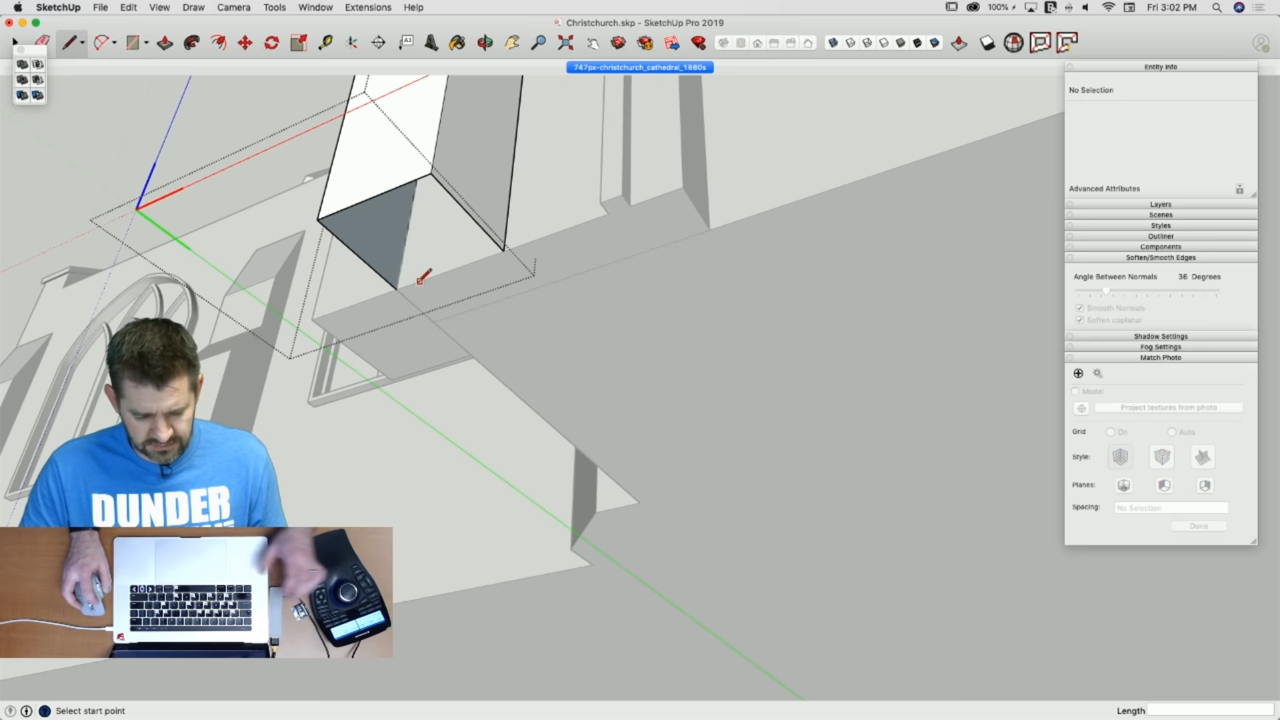 SketchUp File Edit View Draw Camera Tools Window Extensions Help
100% Fri 3:02 PM
Christchurch.skp - SketchUp Pro 2019
747px-christchurch_cathedral_1880s
Entity Info
No Selection
Advanced Attributes
Layers
Scenes
Styles
Outliner
Components
Soften/Smooth Edges
Angle Between Normals 36 Degrees
Smooth Normals
Soften coplanar
Shadow Settings
Fog Settings
Match Photo
Model
Project textures from photo
Grid On Auto
Style:
Planes:
Spacing: No Selection
Done
DUNDER
Select start point
Length